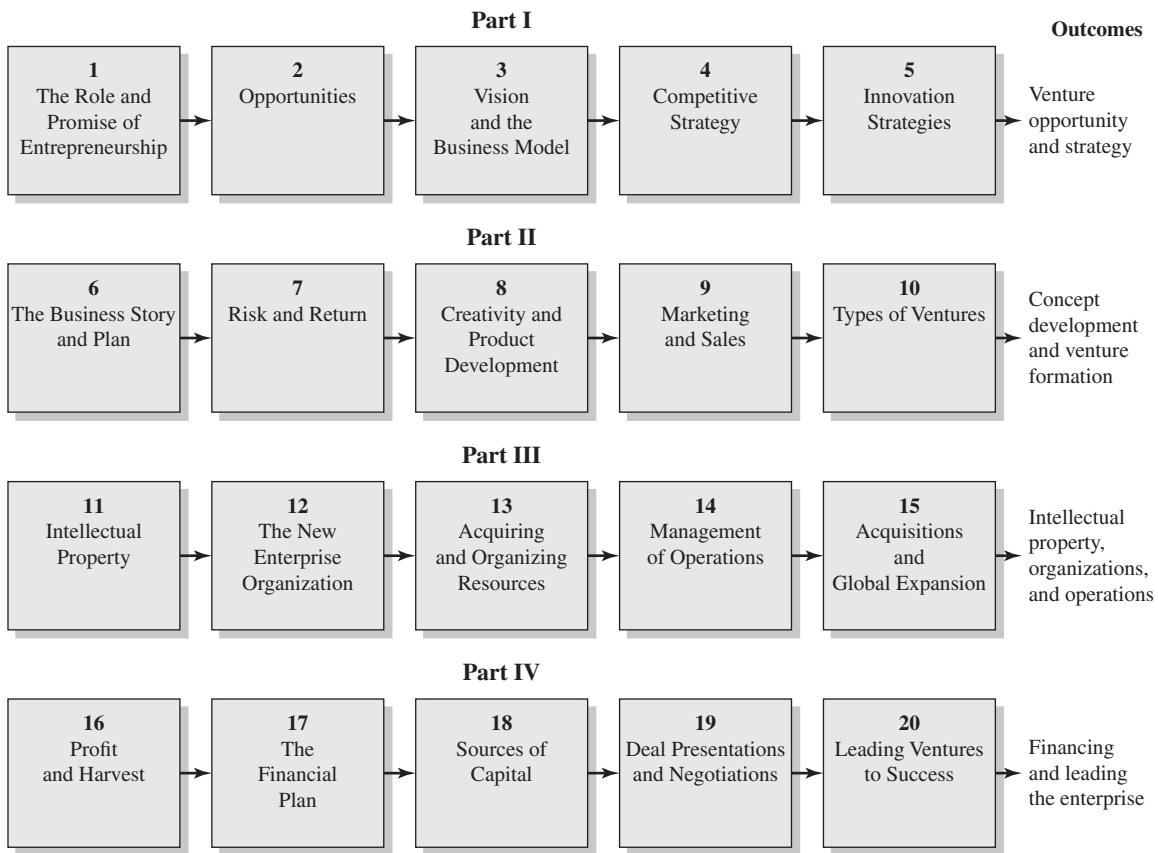 Part I
Outcomes
1
The Role and
Promise of
Entrepreneurship
2
Opportunities
3
Vision
and the
Business Model
4
Competitive
Strategy
5
Innovation
Strategies
Venture
opportunity
and strategy
Part II
6
The Business Story
and Plan
7
Risk and Return
8
Creativity and
Product
Development
9
Marketing
and Sales
10
Types of Ventures
Concept
development
and venture
formation
Part III
11
Intellectual
Property
12
The New
Enterprise
Organization
13
Acquiring
and Organizing
Resources
14
Management
of Operations
15
Acquisitions
and
Global Expansion
Intellectual
property,
organizations,
and operations
Part IV
16
Profit
and Harvest
17
The
Financial
Plan
18
Sources of
Capital
19
Deal Presentations
and Negotiations
20
Leading Ventures
to Success
Financing
and leading
the enterprise